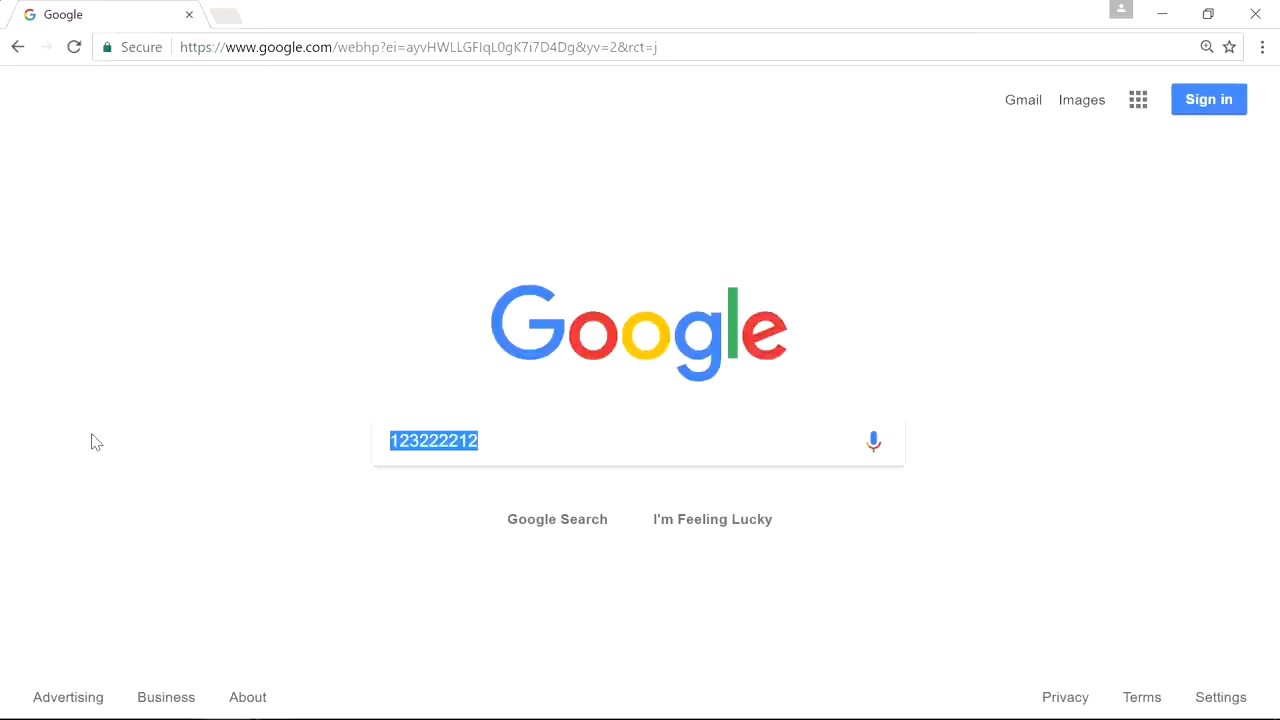 Google
Secure https://www.google.com/webhp?ei=ayvHWLLGFIqL0gK7i7D4Dg&yv=2&rct=j
Gmail Images Sign in
Google
123222212
Google Search I'm Feeling Lucky
Advertising Business About Privacy Terms Settings